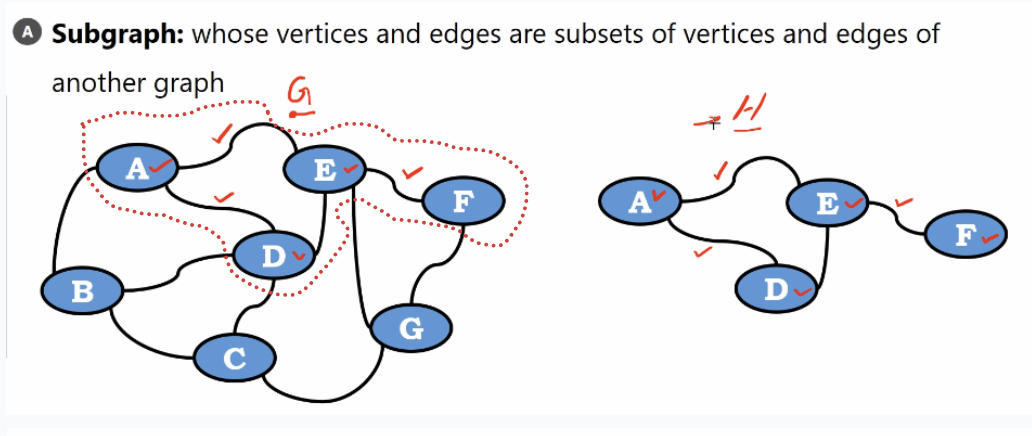 A Subgraph: whose vertices and edges are subsets of vertices and edges of
another graph
G
H
A
E
F
D
B
C
G
A
E
F
D